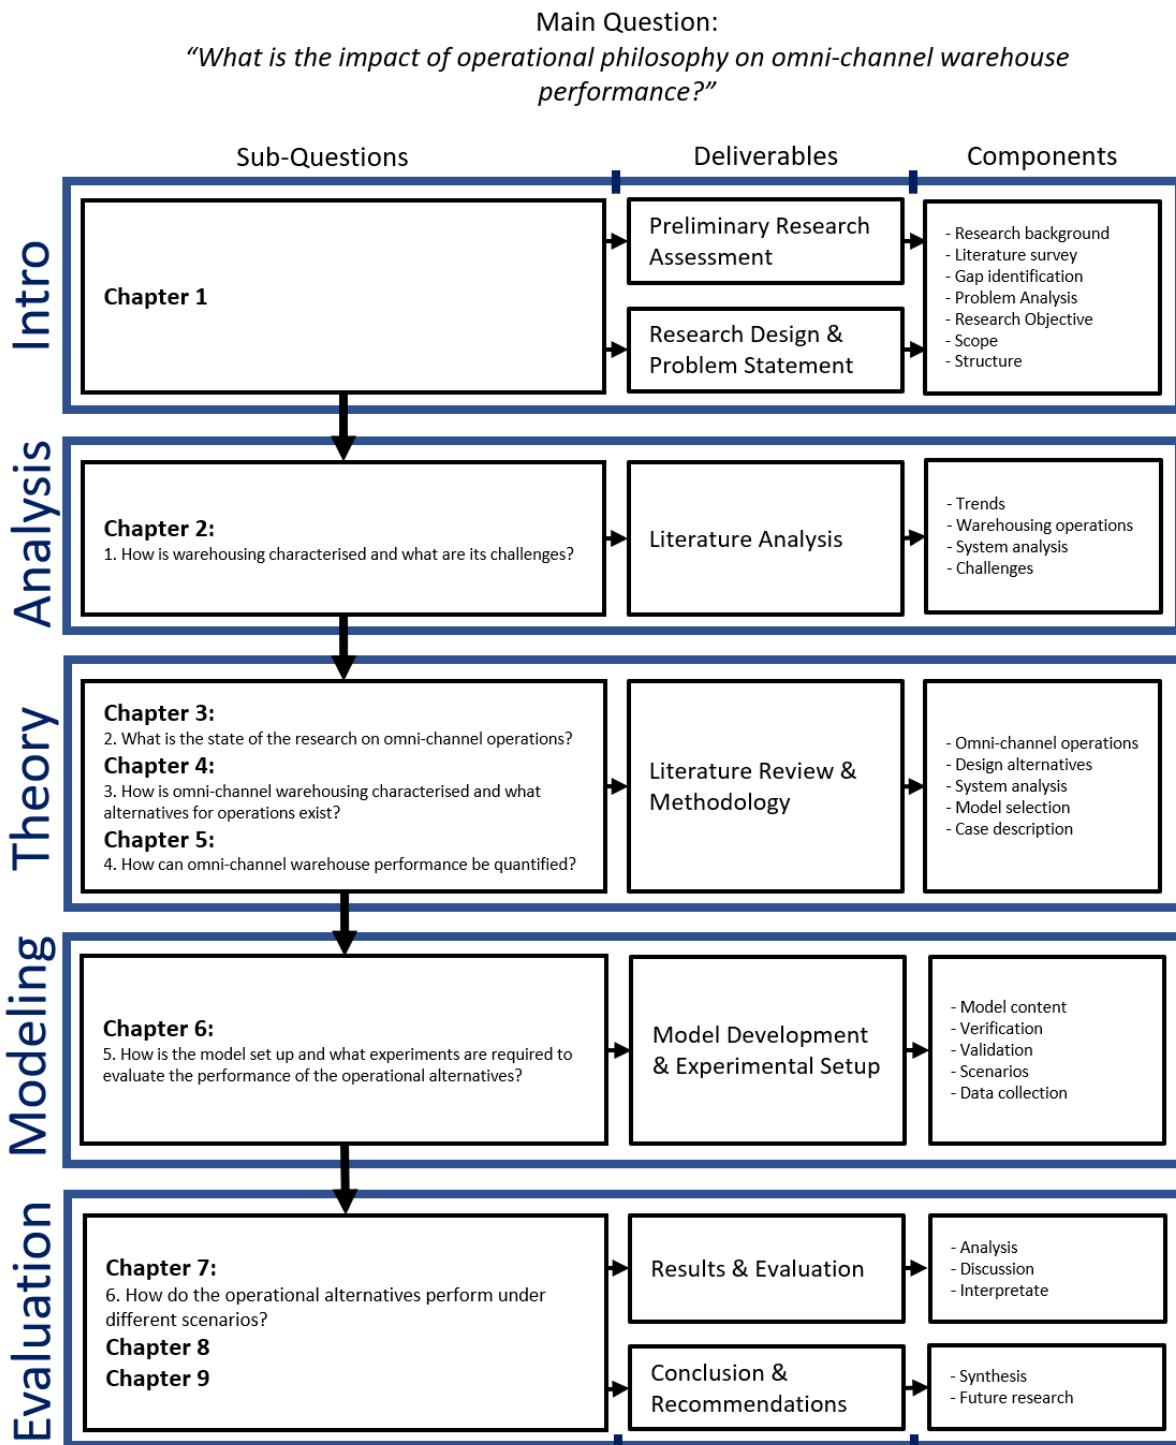 Main Question:
“What is the impact of operational philosophy on omni-channel warehouse
performance?”
Sub-Questions
Deliverables
Components
Intro
Chapter 1
Preliminary Research
Assessment
Research Design &
Problem Statement
- Research background
- Literature survey
- Gap identification
- Problem Analysis
- Research Objective
- Scope
- Structure
Analysis
Chapter 2:
1. How is warehousing characterised and what are its challenges?
Literature Analysis
- Trends
- Warehousing operations
- System analysis
- Challenges
Theory
Chapter 3:
2. What is the state of the research on omni-channel operations?
Chapter 4:
3. How is omni-channel warehousing characterised and what
alternatives for operations exist?
Chapter 5:
4. How can omni-channel warehouse performance be quantified?
Literature Review &
Methodology
- Omni-channel operations
- Design alternatives
- System analysis
- Model selection
- Case description
Modeling
Chapter 6:
5. How is the model set up and what experiments are required to
evaluate the performance of the operational alternatives?
Model Development
& Experimental Setup
- Model content
- Verification
- Validation
- Scenarios
- Data collection
Evaluation
Chapter 7:
6. How do the operational alternatives perform under
different scenarios?
Chapter 8
Chapter 9
Results & Evaluation
- Analysis
- Discussion
- Interpretate
Conclusion &
Recommendations
- Synthesis
- Future research